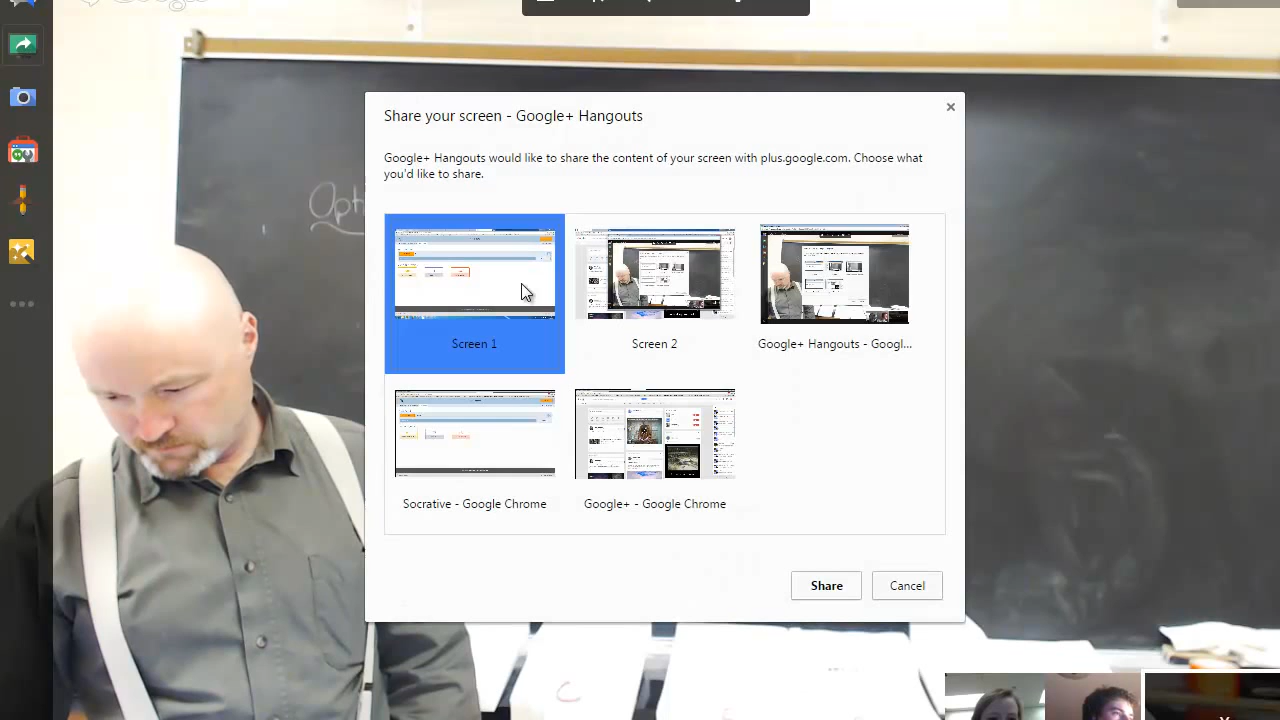 Google
Share your screen - Google+ Hangouts
Google+ Hangouts would like to share the content of your screen with plus.google.com. Choose what
you'd like to share.
Opti
Screen 1
Screen 2
Google+ Hangouts - Googl...
Socrative - Google Chrome
Google+ - Google Chrome
Share
Cancel